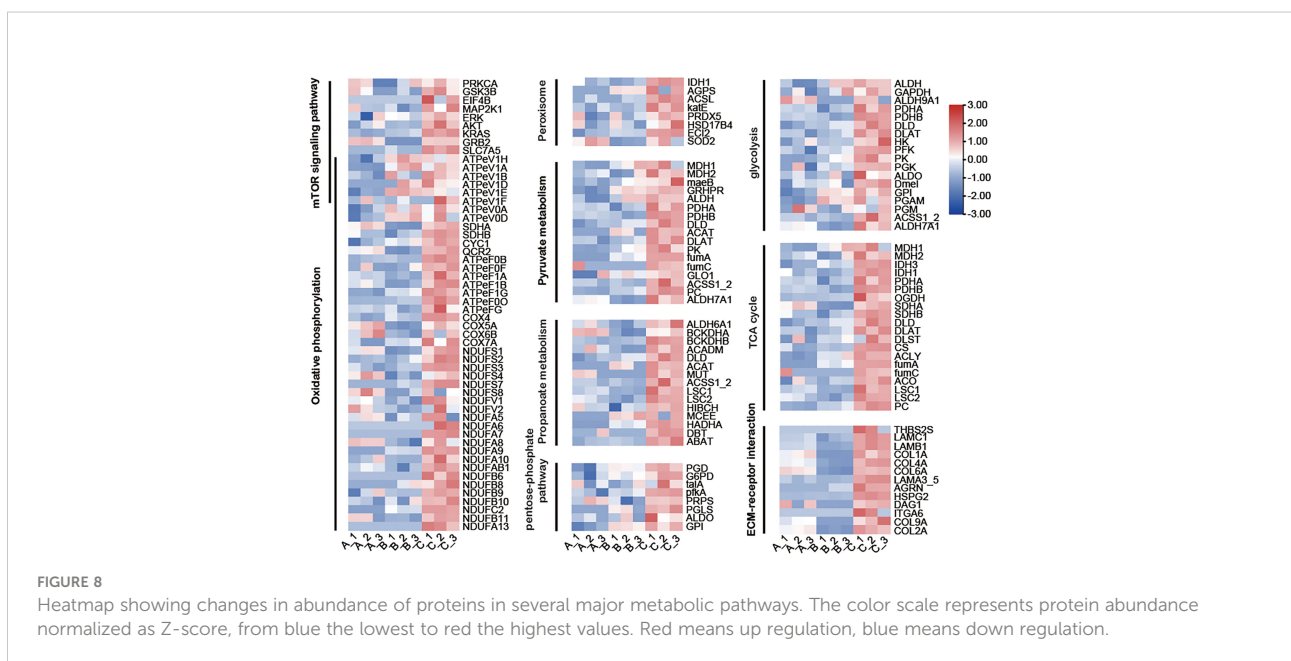 mTOR signaling pathway
PRKCA
GSK3B
EIF4B
MAP2K1
ERK
AKT
KRAS
GRB2
SLC7A5
ATPeV1H
ATPeV1A
ATPeV1B
ATPeV1D
ATPeV1E
ATPeV1F
ATPeV0A
ATPeV0D
Oxidative phosphorylation
SDHA
SDHB
CYC1
QCR2
ATPeF0B
ATPeF0F
ATPeF1A
ATPeF1B
ATPeF1G
ATPeF0O
ATPeFG
COX4
COX5A
COX6B
COX7A
NDUFS1
NDUFS2
NDUFS3
NDUFS4
NDUFS7
NDUFS8
NDUFV1
NDUFV2
NDUFA5
NDUFA6
NDUFA7
NDUFA8
NDUFA9
NDUFA10
NDUFAB1
NDUFB6
NDUFB8
NDUFB9
NDUFB10
NDUFC2
NDUFB11
NDUFA13
A_1 A_2 A_3 B_1 B_2 B_3 C_1 C_2 C_3
Peroxisome
IDH1
AGPS
ACSL
katE
PRDX5
HSD17B4
ECI2
SOD2
Pyruvate metabolism
MDH1
MDH2
maeB
GRHPR
ALDH
PDHA
PDHB
DLD
ACAT
DLAT
PK
fumA
fumC
GLO1
ACSS1_2
PC
ALDH7A1
Propanoate metabolism
ALDH6A1
BCKDHA
BCKDHB
ACADM
DLD
ACAT
MUT
ACSS1_2
LSC1
LSC2
HIBCH
MCEE
HADHA
DBT
ABAT
pentose-phosphate
pathway
PGD
G6PD
talA
pfkA
PRPS
PGLS
ALDO
GPI
A_1 A_2 A_3 B_1 B_2 B_3 C_1 C_2 C_3
glycolysis
ALDH
GAPDH
ALDH9A1
PDHA
PDHB
DLD
DLAT
HK
PFK
PK
PGK
ALDO
Dmel
GPI
PGAM
PGM
ACSS1_2
ALDH7A1
TCA cycle
MDH1
MDH2
IDH3
IDH1
PDHA
PDHB
OGDH
SDHA
SDHB
DLD
DLAT
DLST
CS
ACLY
fumA
fumC
ACO
LSC1
LSC2
PC
ECM-receptor interaction
THBS2S
LAMC1
LAMB1
COL1A
COL4A
COL6A
LAMA3_5
AGRN
HSPG2
DAG1
ITGA6
COL9A
COL2A
A_1 A_2 A_3 B_1 B_2 B_3 C_1 C_2 C_3
3.00
2.00
1.00
0.00
-1.00
-2.00
-3.00
FIGURE 8
Heatmap showing changes in abundance of proteins in several major metabolic pathways. The color scale represents protein abundance
normalized as Z-score, from blue the lowest to red the highest values. Red means up regulation, blue means down regulation.